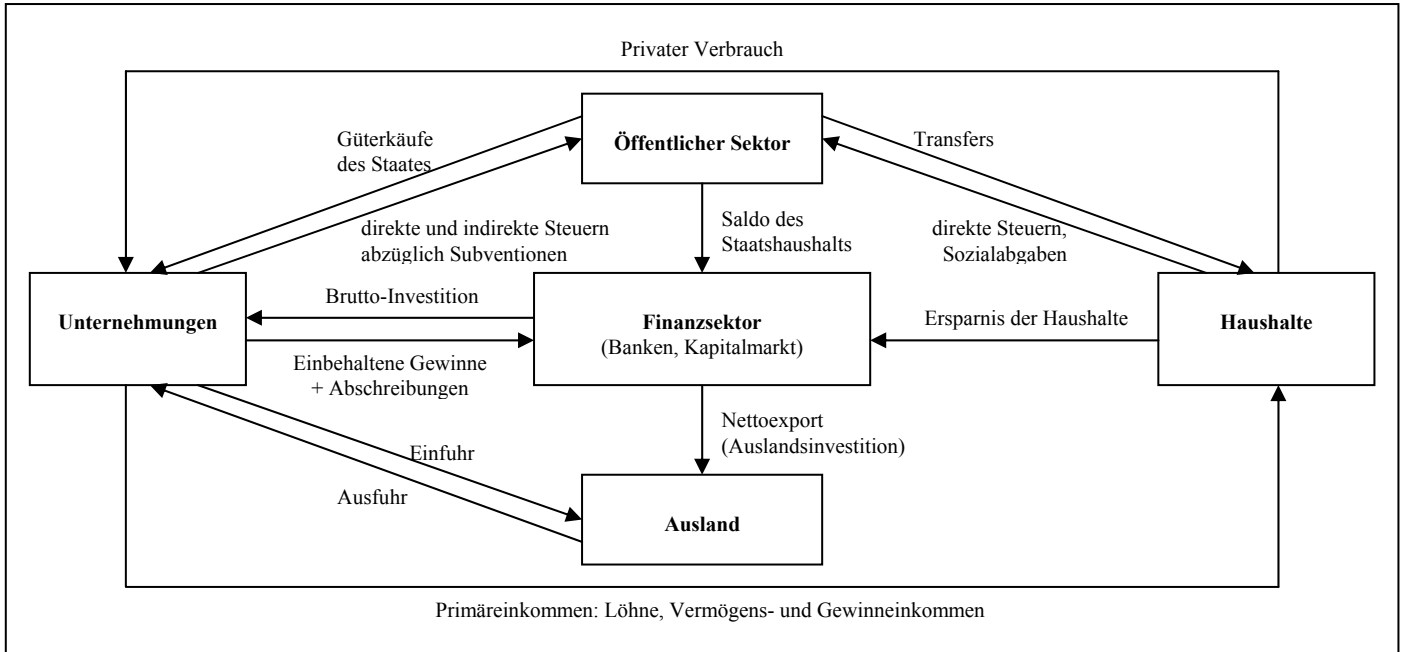 Privater Verbrauch
Güterkäufe
des Staates
Öffentlicher Sektor
Transfers
direkte und indirekte Steuern
abzüglich Subventionen
Saldo des
Staatshaushalts
direkte Steuern,
Sozialabgaben
Unternehmungen
Brutto-Investition
Finanzsektor
(Banken, Kapitalmarkt)
Ersparnis der Haushalte
Haushalte
Einbehaltene Gewinne
+ Abschreibungen
Nettoexport
(Auslandsinvestition)
Einfuhr
Ausfuhr
Ausland
Primäreinkommen: Löhne, Vermögens- und Gewinneinkommen